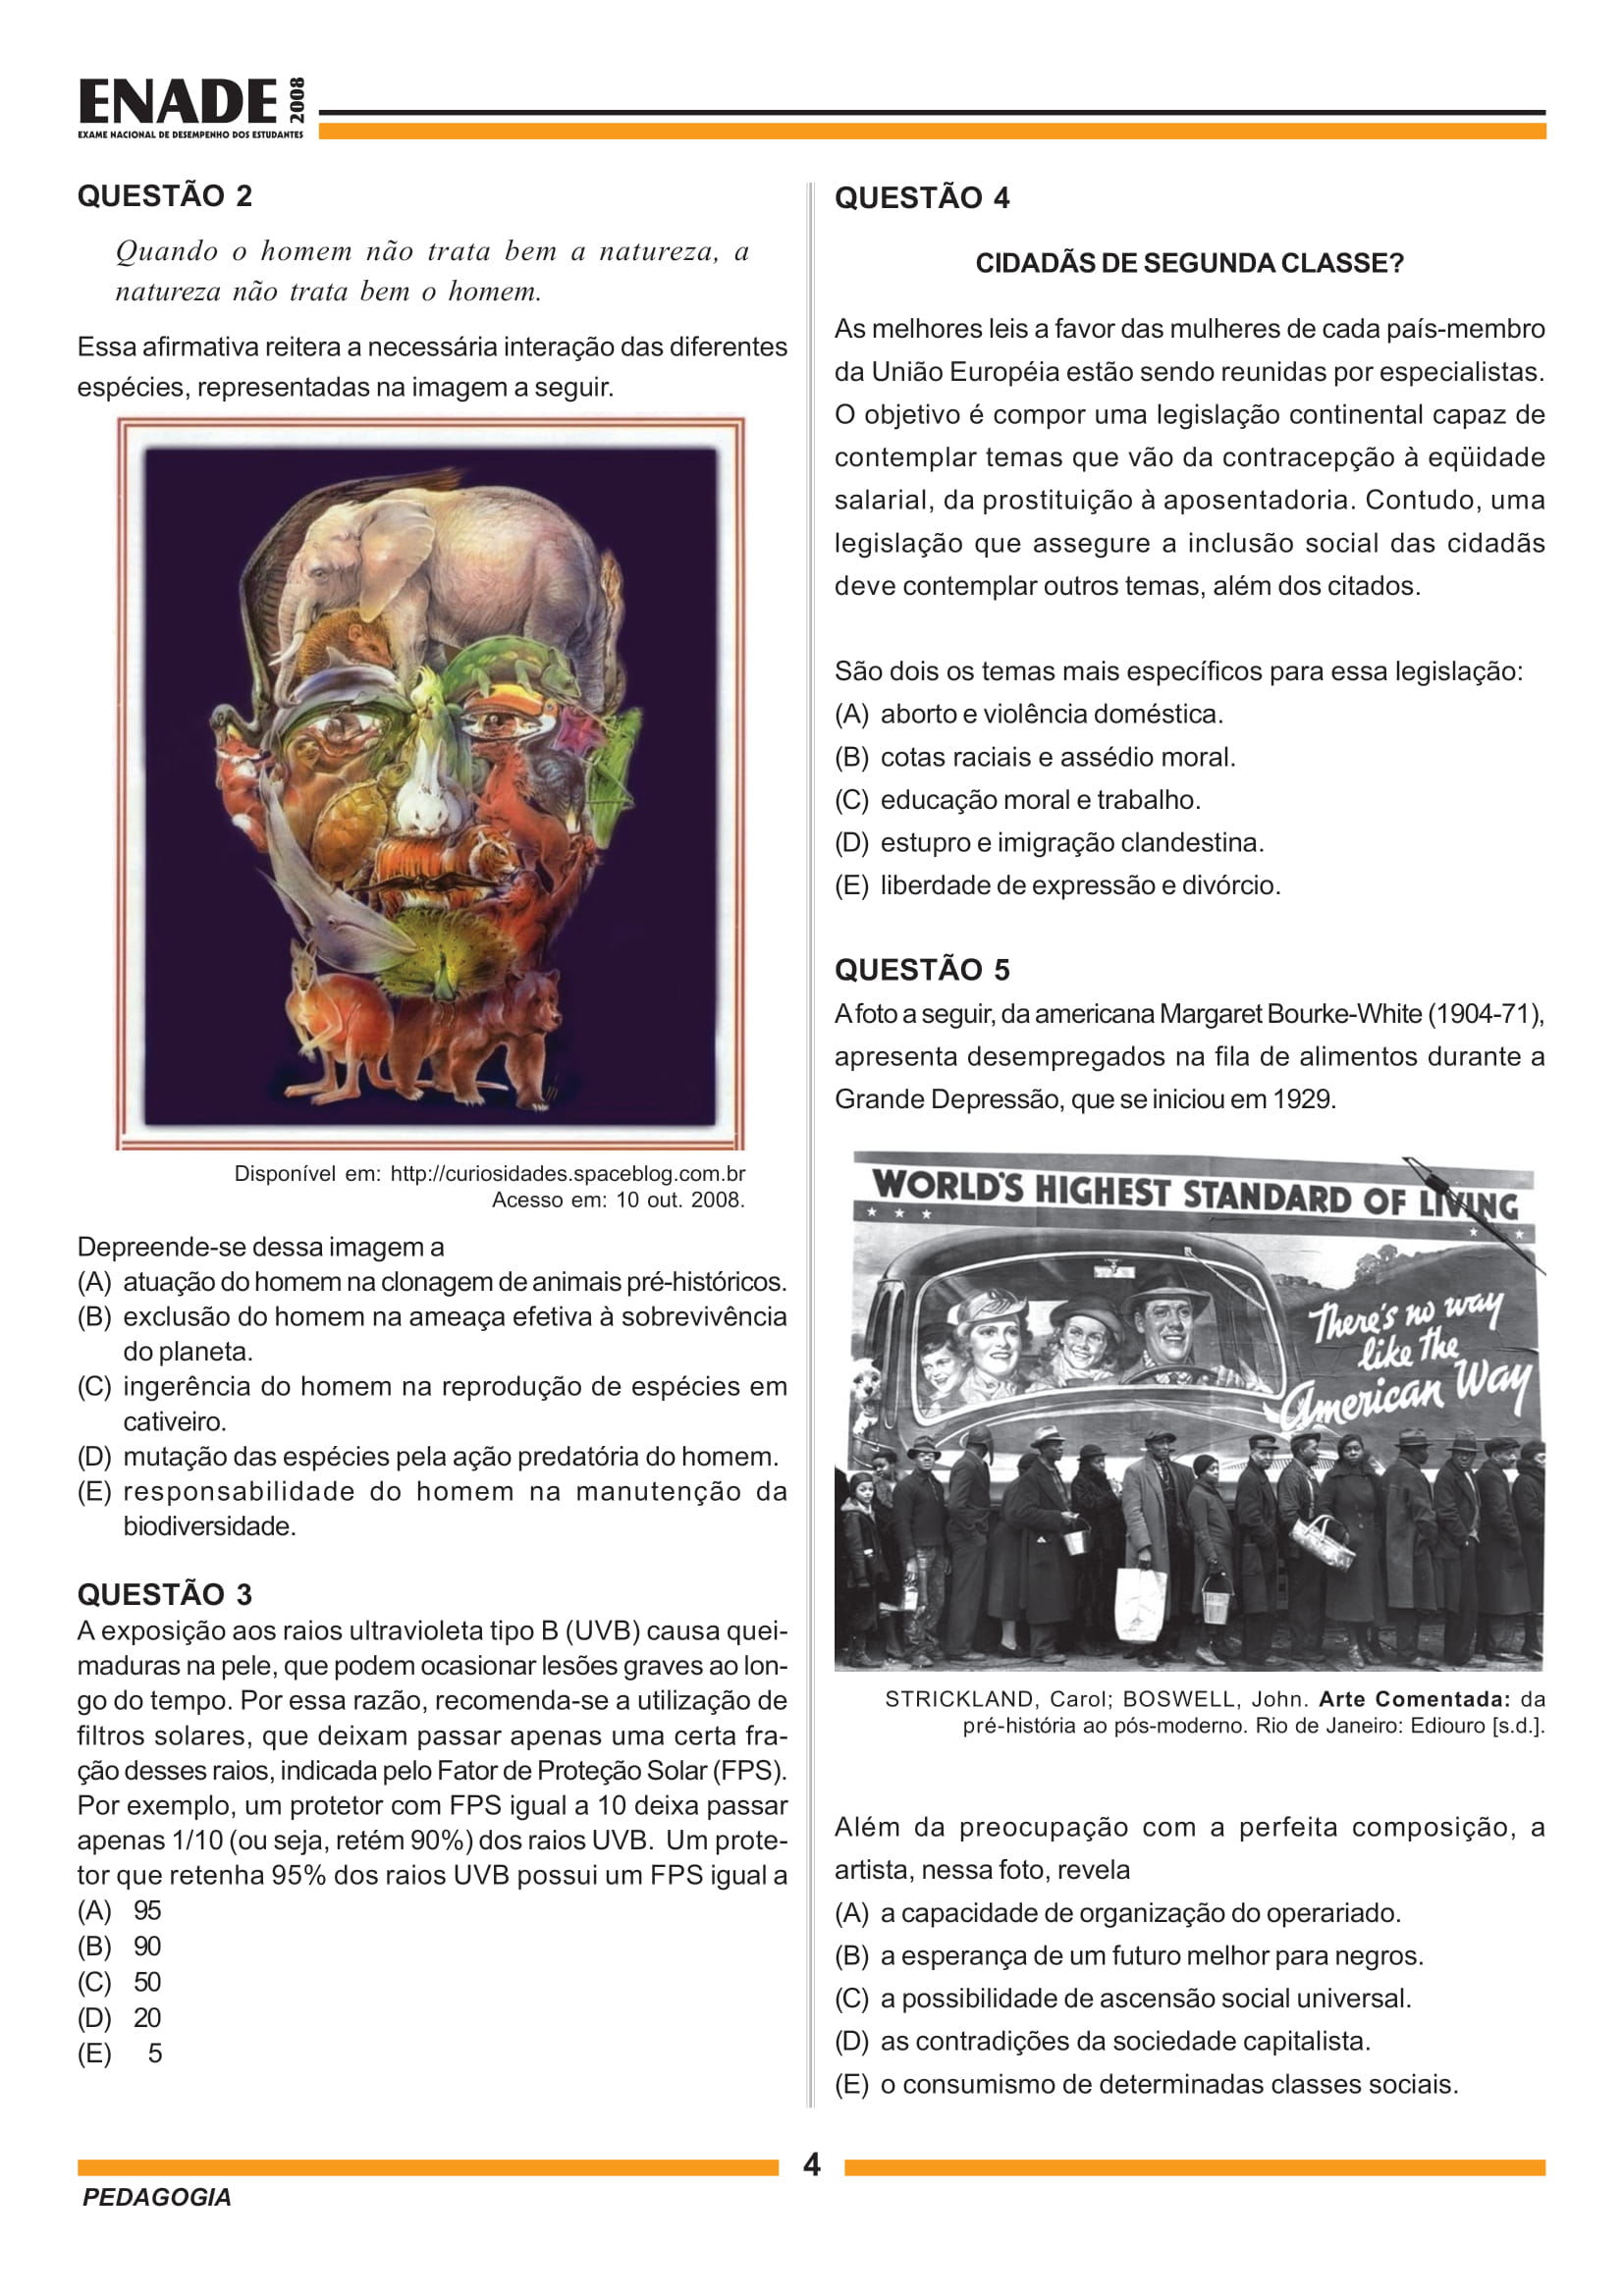 ENADE 2008
EXAME NACIONAL DE DESEMPENHO DOS ESTUDANTES
QUESTÃO 2
Quando o homem não trata bem a natureza, a
natureza não trata bem o homem.
Essa afirmativa reitera a necessária interação das diferentes
espécies, representadas na imagem a seguir.
Disponível em: http://curiosidades.spaceblog.com.br
Acesso em: 10 out. 2008.
Depreende-se dessa imagem a
(A) atuação do homem na clonagem de animais pré-históricos.
(B) exclusão do homem na ameaça efetiva à sobrevivência
do planeta.
(C) ingerência do homem na reprodução de espécies em
cativeiro.
(D) mutação das espécies pela ação predatória do homem.
(E) responsabilidade do homem na manutenção da
biodiversidade.
QUESTÃO 3
A exposição aos raios ultravioleta tipo B (UVB) causa quei-
maduras na pele, que podem ocasionar lesões graves ao lon-
go do tempo. Por essa razão, recomenda-se a utilização de
filtros solares, que deixam passar apenas uma certa fra-
ção desses raios, indicada pelo Fator de Proteção Solar (FPS).
Por exemplo, um protetor com FPS igual a 10 deixa passar
apenas 1/10 (ou seja, retém 90%) dos raios UVB. Um prote-
tor que retenha 95% dos raios UVB possui um FPS igual a
(A) 95
(B) 90
(C) 50
(D) 20
(E) 5
QUESTÃO 4
CIDADÃS DE SEGUNDA CLASSE?
As melhores leis a favor das mulheres de cada país-membro
da União Européia estão sendo reunidas por especialistas.
O objetivo é compor uma legislação continental capaz de
contemplar temas que vão da contracepção à eqüidade
salarial, da prostituição à aposentadoria. Contudo, uma
legislação que assegure a inclusão social das cidadãs
deve contemplar outros temas, além dos citados.
São dois os temas mais específicos para essa legislação:
(A) aborto e violência doméstica.
(B) cotas raciais e assédio moral.
(C) educação moral e trabalho.
(D) estupro e imigração clandestina.
(E) liberdade de expressão e divórcio.
QUESTÃO 5
A foto a seguir, da americana Margaret Bourke-White (1904-71),
apresenta desempregados na fila de alimentos durante a
Grande Depressão, que se iniciou em 1929.
WORLD'S HIGHEST STANDARD OF LIVING
There's no way
like the
American Way
STRICKLAND, Carol; BOSWELL, John. Arte Comentada: da
pré-história ao pós-moderno. Rio de Janeiro: Ediouro [s.d.].
Além da preocupação com a perfeita composição, a
artista, nessa foto, revela
(A) a capacidade de organização do operariado.
(B) a esperança de um futuro melhor para negros.
(C) a possibilidade de ascensão social universal.
(D) as contradições da sociedade capitalista.
(E) o consumismo de determinadas classes sociais.
4
PEDAGOGIA